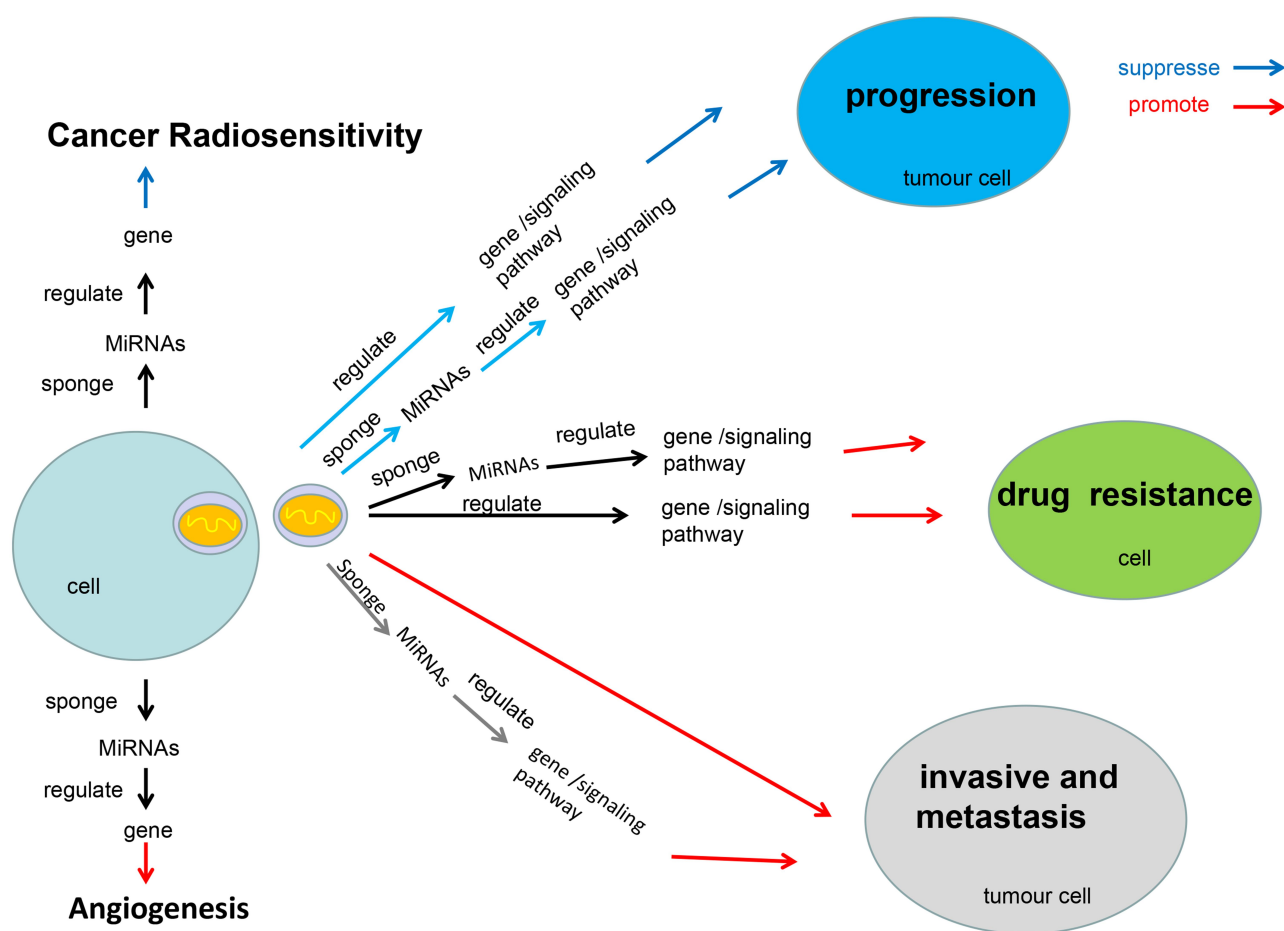 progression
tumour cell
suppresse
promote
Cancer Radiosensitivity
gene
regulate
MiRNAs
sponge
cell
sponge
MiRNAs
regulate
gene
Angiogenesis
regulate
gene /signaling
pathway
sponge
MiRNAs
regulate
gene /signaling
pathway
sponge
MiRNAs
regulate
gene /signaling
pathway
regulate
gene /signaling
pathway
drug resistance
cell
Sponge
MiRNAs
regulate
gene /signaling
pathway
invasive and
metastasis
tumour cell